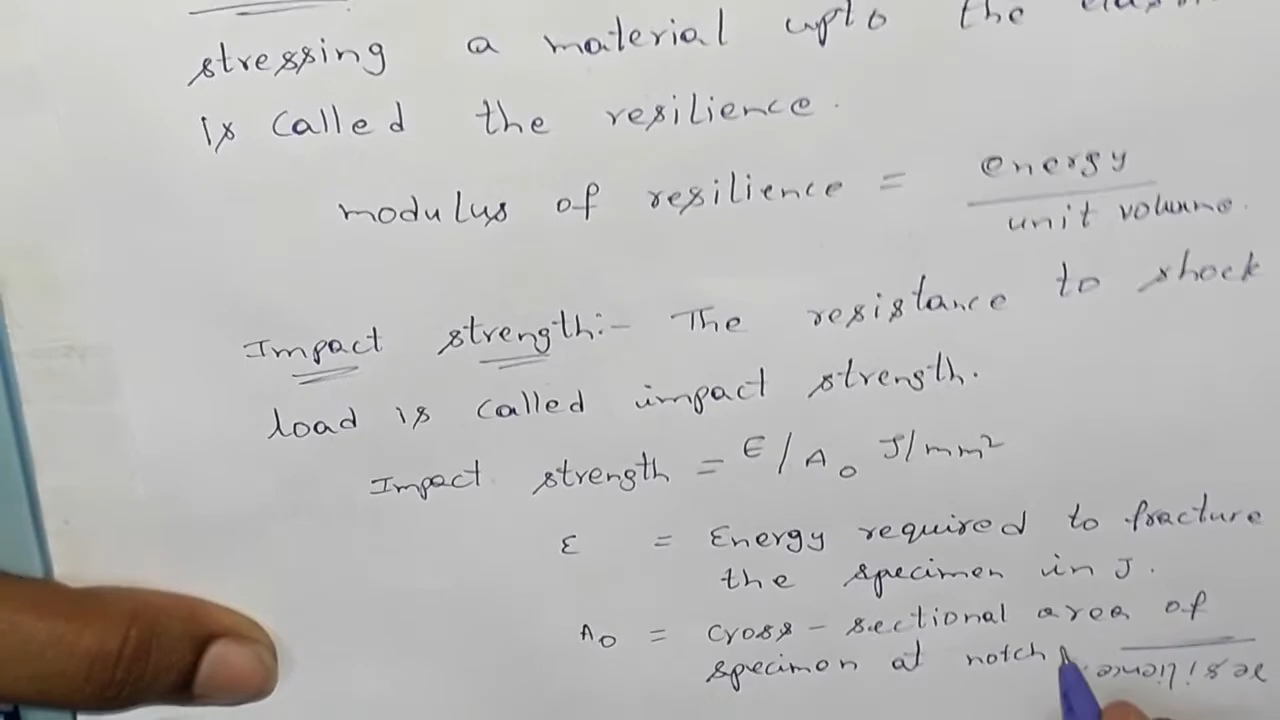 stressing a material upto the
is called the resilience.
modulus of resilience = energy / unit volume.
Impact strength:- The resistance to shock
load is called impact strength.
Impact strength = E/A₀ J/mm²
E = Energy required to fracture
the specimen in J.
A₀ = cross-sectional area of
specimen at notch
resilience